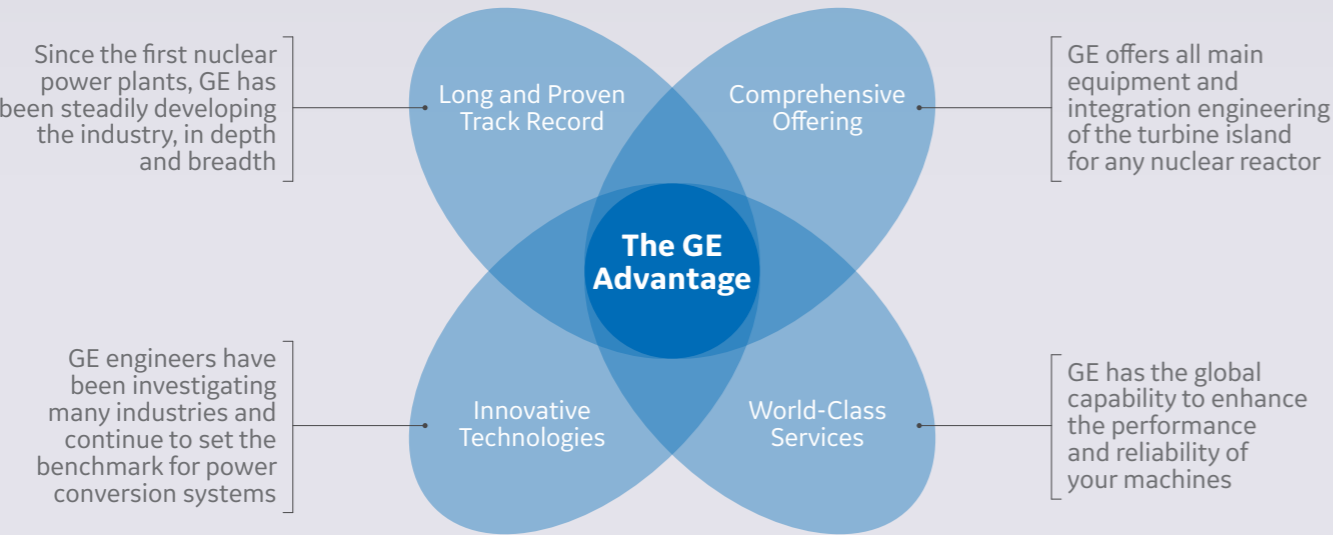 Since the first nuclear
power plants, GE has
been steadily developing
the industry, in depth
and breadth
Long and Proven
Track Record
Comprehensive
Offering
GE offers all main
equipment and
integration engineering
of the turbine island
for any nuclear reactor
The GE
Advantage
GE engineers have
been investigating
many industries and
continue to set the
benchmark for power
conversion systems
Innovative
Technologies
World-Class
Services
GE has the global
capability to enhance
the performance
and reliability of
your machines